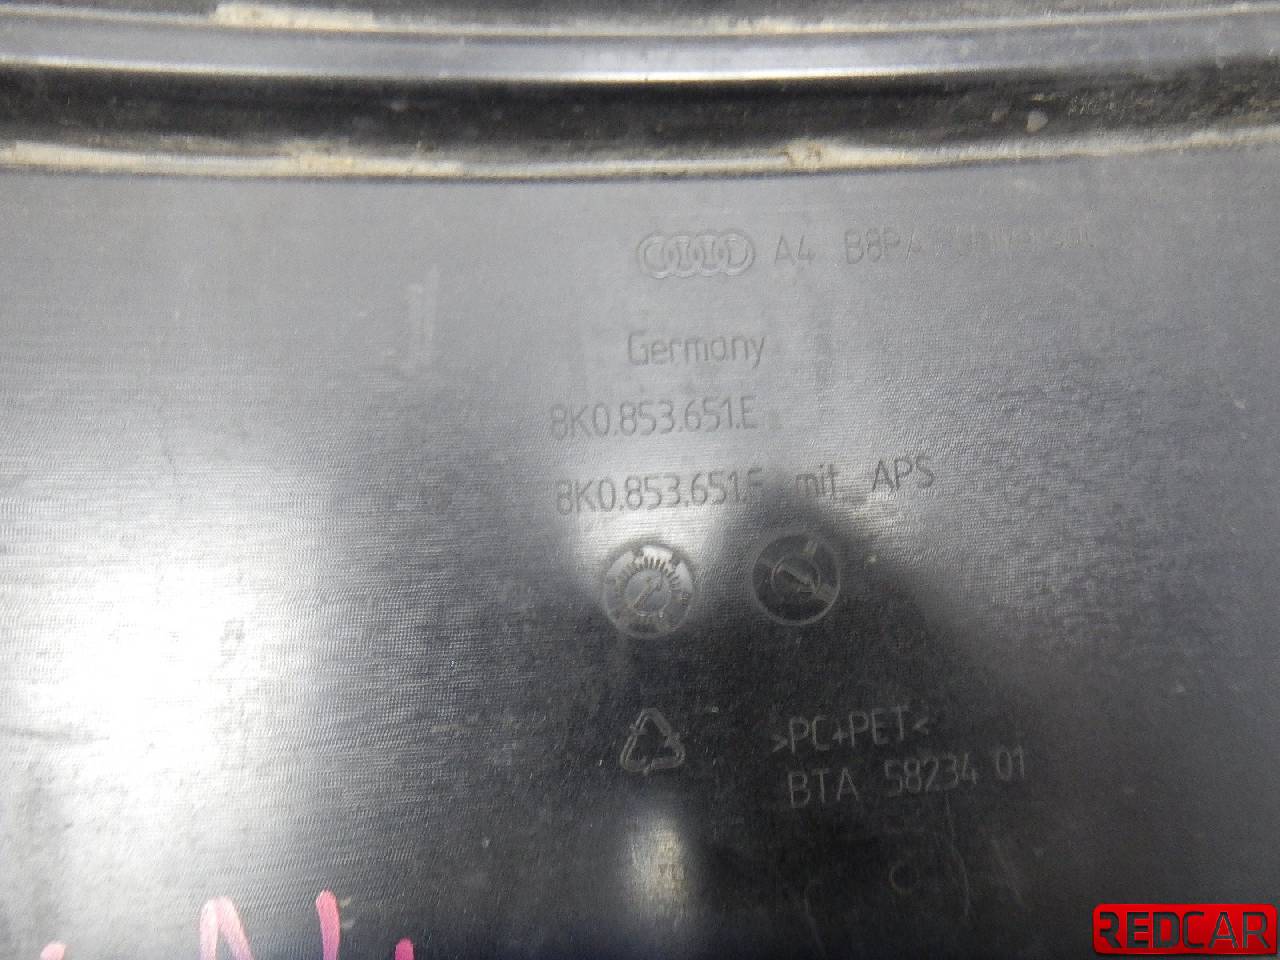 A4 B8PA
Germany
8K0.853.651.E
8K0.853.651.F mit APS
>PC+PET<
BTA 58234 01
REDCAR